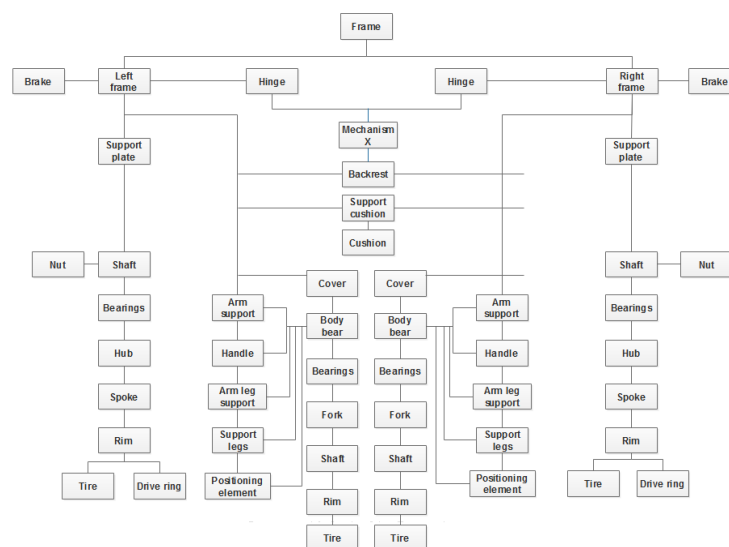 Frame
Brake
Left
frame
Hinge
Hinge
Right
frame
Brake
Mechanism
X
Support
plate
Support
plate
Backrest
Support
cushion
Cushion
Nut
Shaft
Shaft
Nut
Cover
Cover
Bearings
Arm
support
Arm
support
Bearings
Body
bear
Body
bear
Hub
Handle
Handle
Hub
Bearings
Bearings
Spoke
Arm leg
support
Arm leg
support
Spoke
Fork
Fork
Rim
Support
legs
Support
legs
Rim
Shaft
Shaft
Tire
Drive ring
Positioning
element
Positioning
element
Tire
Drive ring
Rim
Rim
Tire
Tire